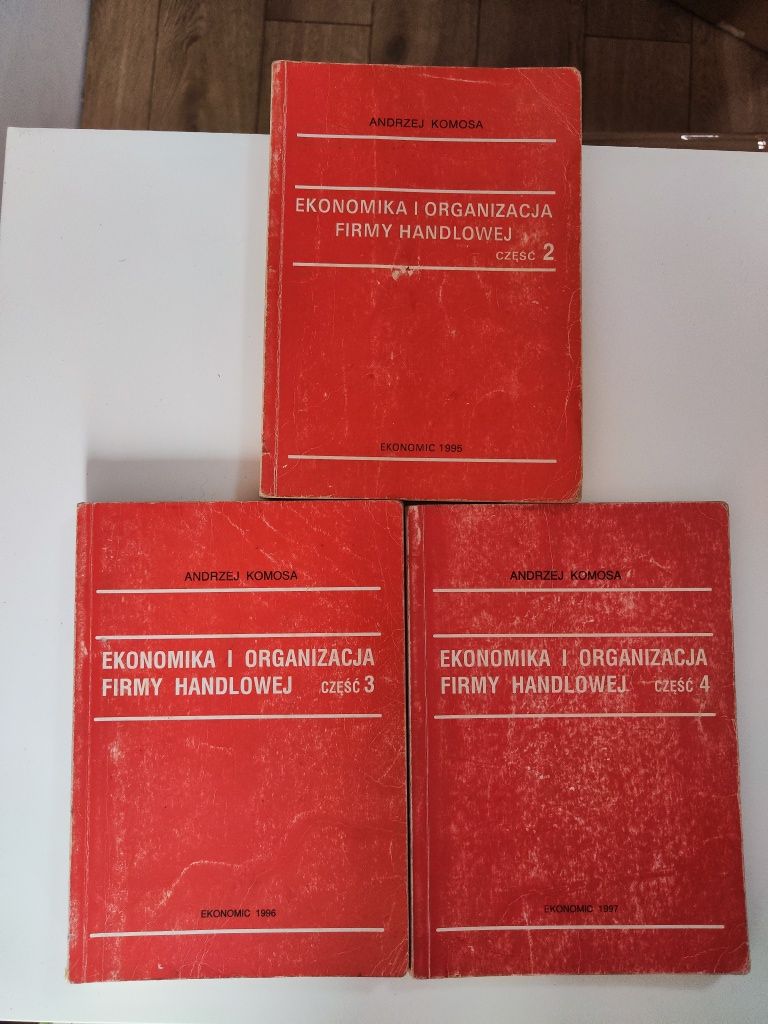 ANDRZEJ KOMOSA
EKONOMIKA I ORGANIZACJA
FIRMY HANDLOWEJ
CZĘŚĆ 2
EKONOMIC 1995
ANDRZEJ KOMOSA
EKONOMIKA I ORGANIZACJA
FIRMY HANDLOWEJ CZĘŚĆ 3
EKONOMIC 1996
ANDRZEJ KOMOSA
EKONOMIKA I ORGANIZACJA
FIRMY HANDLOWEJ CZĘŚĆ 4
EKONOMIC 1997